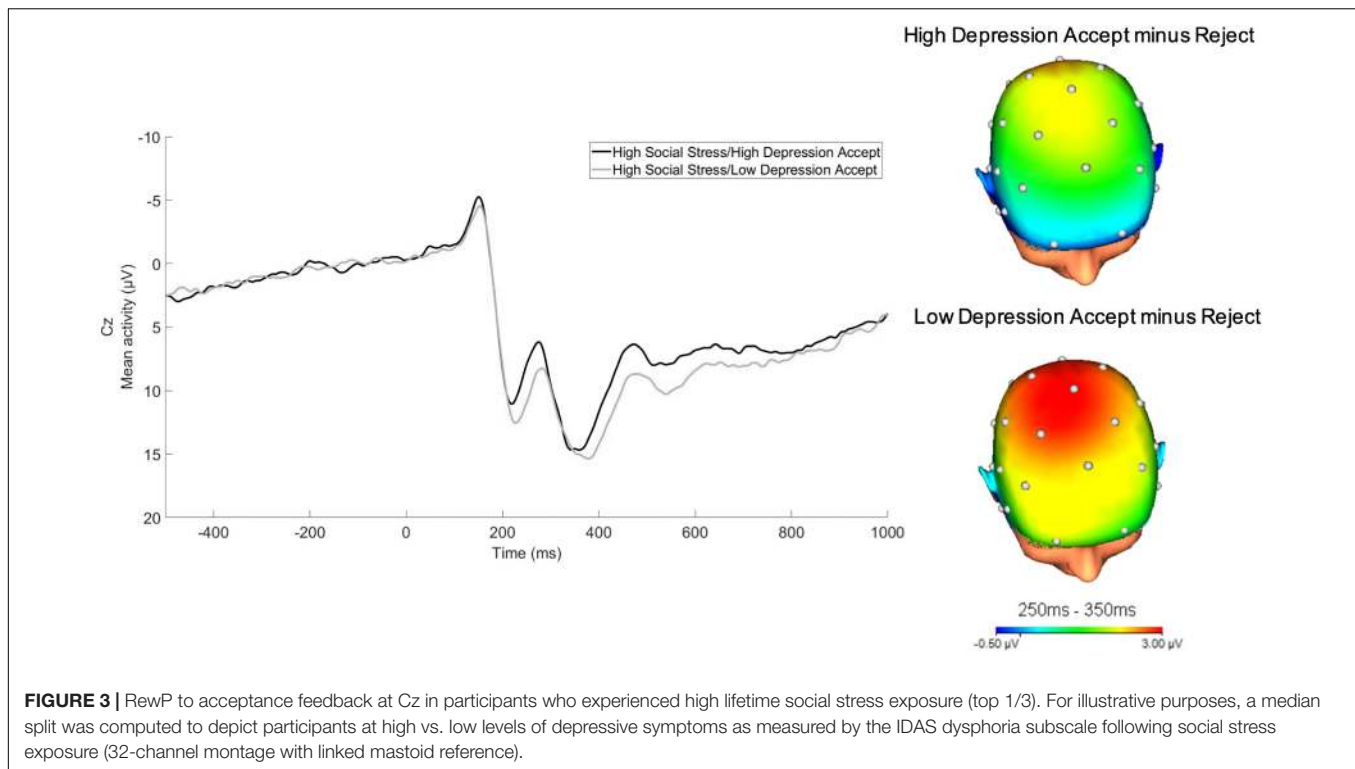 High Depression Accept minus Reject
-10
-5
0
5
10
15
20
Cz
Mean activity (µV)
High Social Stress/High Depression Accept
High Social Stress/Low Depression Accept
-400
-200
0
200
400
600
800
1000
Time (ms)
Low Depression Accept minus Reject
250ms - 350ms
-0.50 µV
3.00 µV
FIGURE 3 | RewP to acceptance feedback at Cz in participants who experienced high lifetime social stress exposure (top 1/3). For illustrative purposes, a median
split was computed to depict participants at high vs. low levels of depressive symptoms as measured by the IDAS dysphoria subscale following social stress
exposure (32-channel montage with linked mastoid reference).